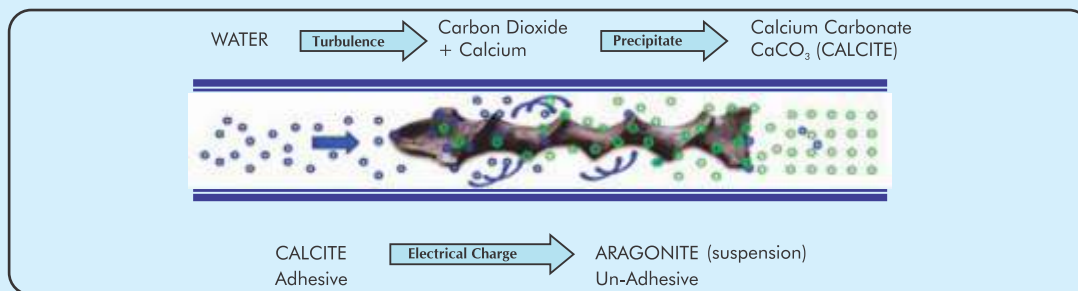 WATER Turbulence Carbon Dioxide Precipitate Calcium Carbonate
+ Calcium CaCO₃ (CALCITE)
CALCITE Electrical Charge ARAGONITE (suspension)
Adhesive Un-Adhesive